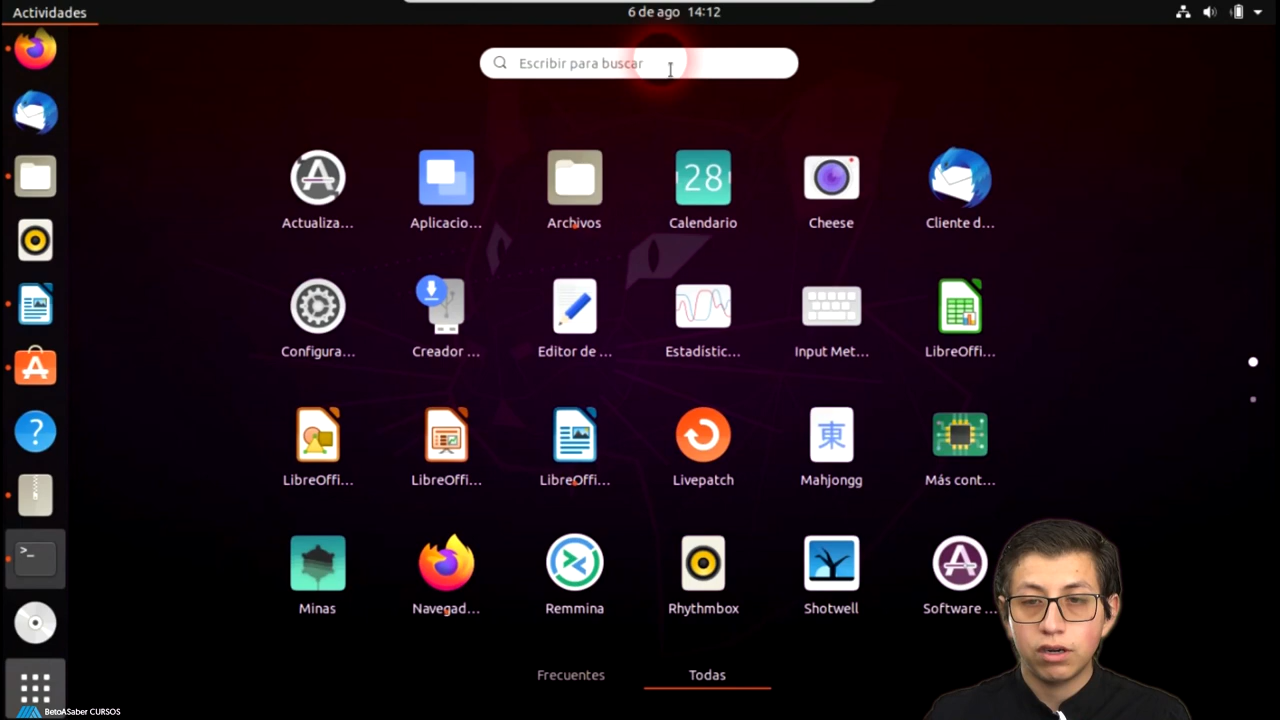 Actividades
6 de ago 14:12
Escribir para buscar
28
Actualiza...
Aplicacio...
Archivos
Calendario
Cheese
Cliente d...
Configura...
Creador ...
Editor de ...
Estadístic...
Input Met...
LibreOffi...
LibreOffi...
LibreOffi...
LibreOffi...
東
Livepatch
Mahjongg
Más cont...
Minas
Navegad...
Remmina
Rhythmbox
Shotwell
Software ...
Frecuentes
Todas
BetoASaber CURSOS